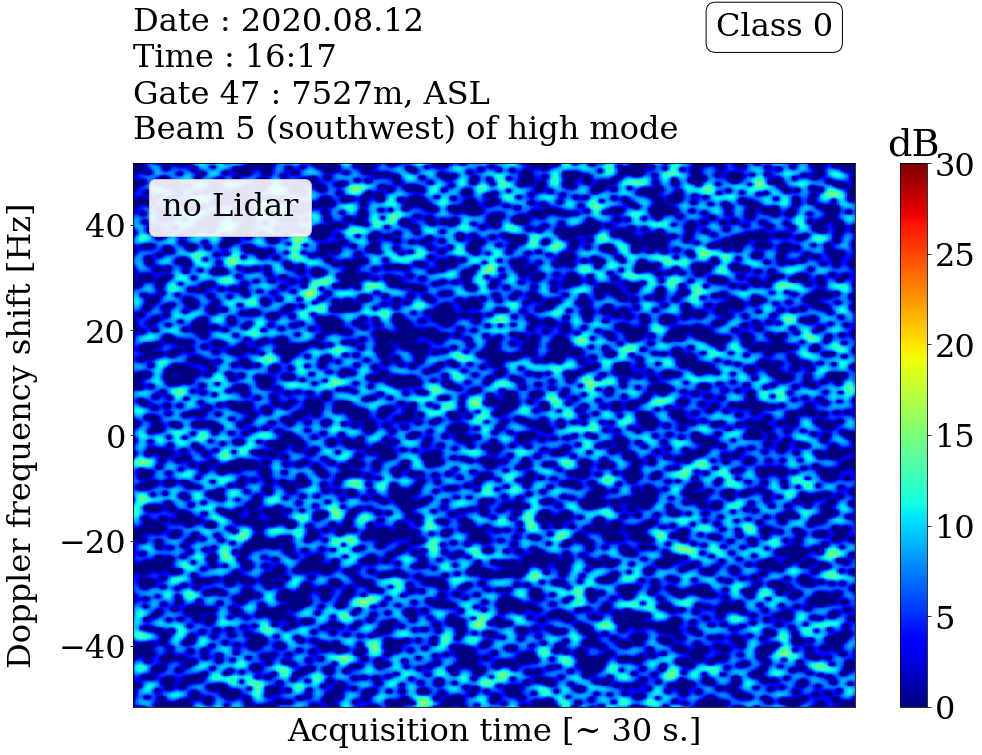 Date : 2020.08.12
Time : 16:17
Gate 47 : 7527m, ASL
Beam 5 (southwest) of high mode
Class 0
dB
no Lidar
Doppler frequency shift [Hz]
40
20
0
−20
−40
Acquisition time [~ 30 s.]
30
25
20
15
10
5
0